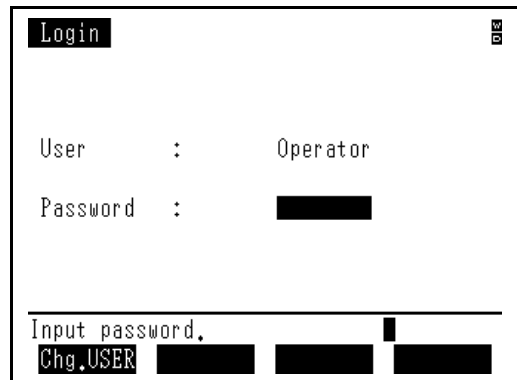 Login
W
D
User : Operator
Password :
Input password.
Chg.USER